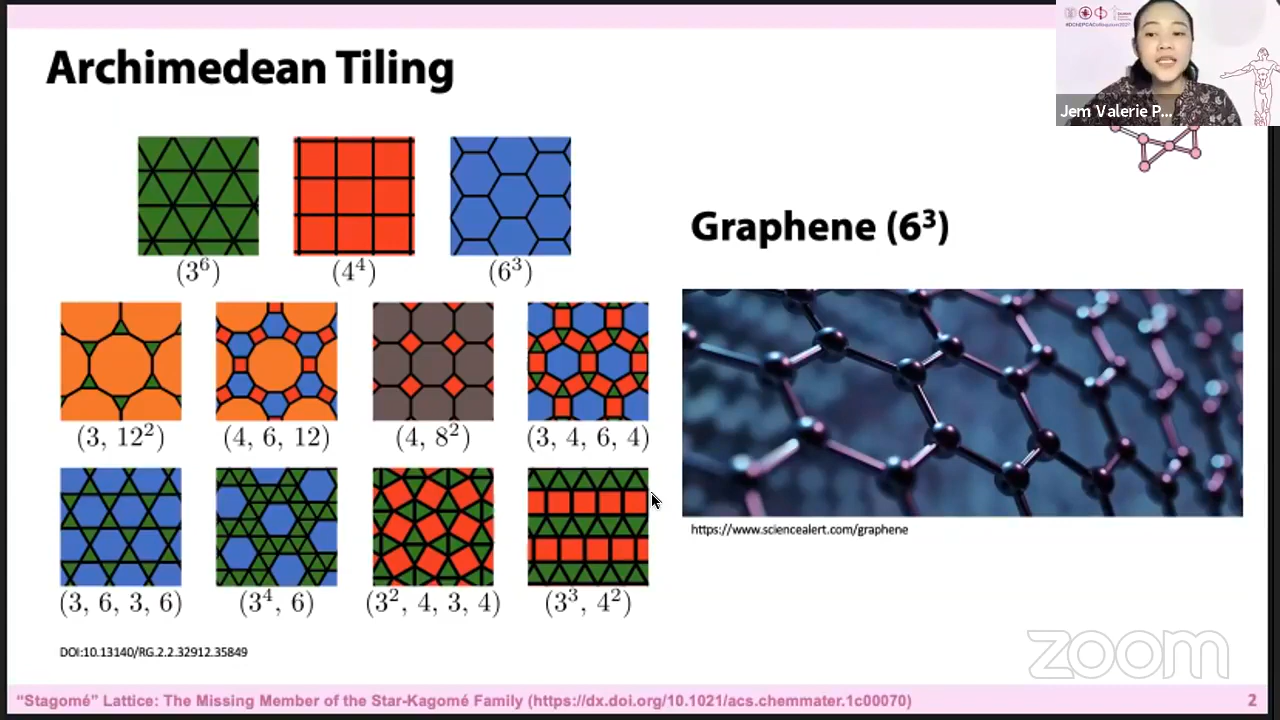 Archimedean Tiling
Jem Valerie P...
(3⁶) (4⁴) (6³)
Graphene (6³)
(3, 12²) (4, 6, 12) (4, 8²) (3, 4, 6, 4)
https://www.sciencealert.com/graphene
(3, 6, 3, 6) (3⁴, 6) (3², 4, 3, 4) (3³, 4²)
DOI:10.13140/RG.2.2.32912.35849
zoom
“Stagomé” Lattice: The Missing Member of the Star-Kagomé Family (https://dx.doi.org/10.1021/acs.chemmater.1c00070) 2